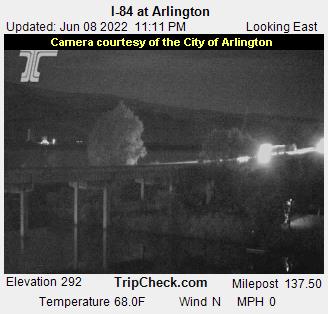 I-84 at Arlington
Updated: Jun 08 2022 11:11 PM Looking East
Camera courtesy of the City of Arlington
Elevation 292 TripCheck.com Milepost 137.50
Temperature 68.0F Wind N MPH 0